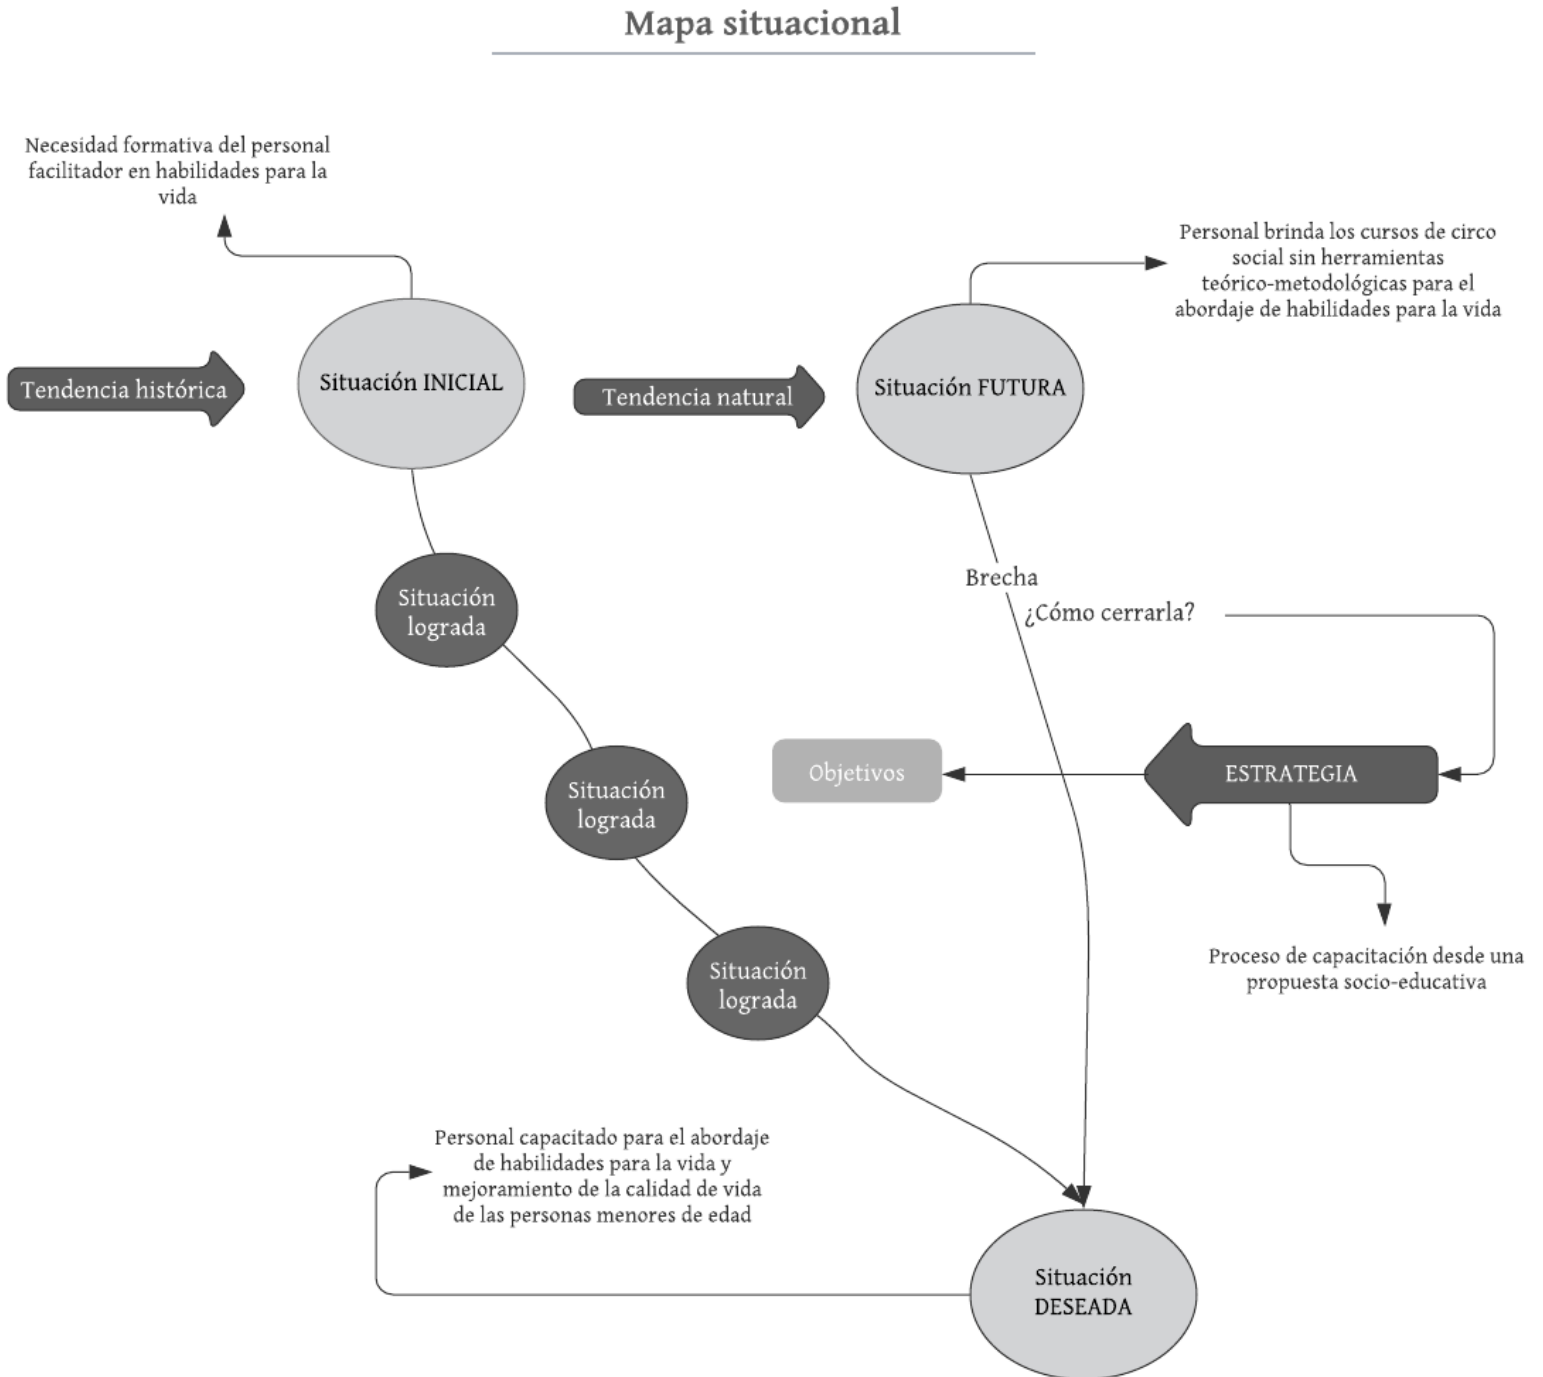 Mapa situacional
Necesidad formativa del personal
facilitador en habilidades para la
vida
Personal brinda los cursos de circo
social sin herramientas
teórico-metodológicas para el
abordaje de habilidades para la vida
Tendencia histórica
Situación INICIAL
Tendencia natural
Situación FUTURA
Brecha
¿Cómo cerrarla?
Situación
lograda
Situación
lograda
Objetivos
ESTRATEGIA
Situación
lograda
Proceso de capacitación desde una
propuesta socio-educativa
Personal capacitado para el abordaje
de habilidades para la vida y
mejoramiento de la calidad de vida
de las personas menores de edad
Situación
DESEADA